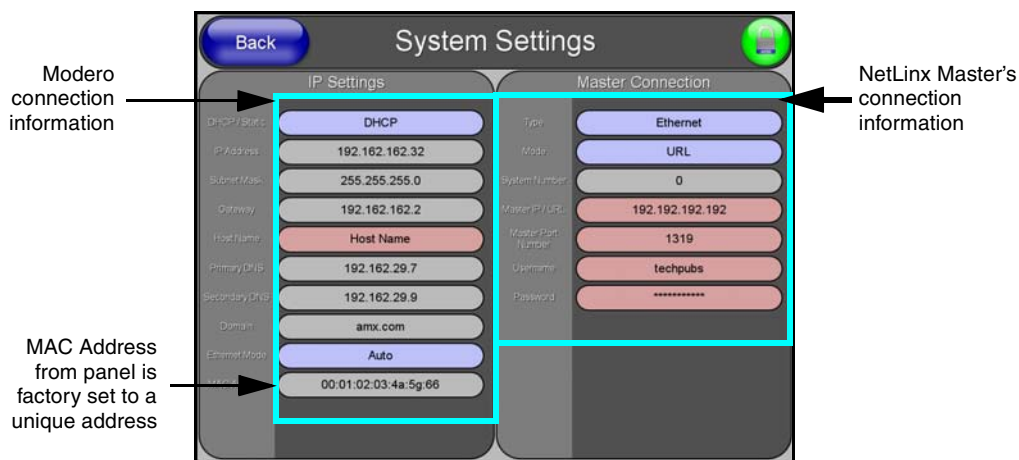 Back
System Settings
Modero
connection
information
IP Settings
DHCP / Static
DHCP
IP Address
192.162.162.32
Subnet Mask
255.255.255.0
Gateway
192.162.162.2
Host Name
Host Name
Primary DNS
192.162.29.7
Secondary DNS
192.162.29.9
Domain
amx.com
Ethernet Mode
Auto
00:01:02:03:4a:5g:66
MAC Address
from panel is
factory set to a
unique address
Master Connection
Type
Ethernet
Mode
URL
System Number
0
Master IP / URL
192.192.192.192
Master Port
Number
1319
Username
techpubs
Password
***********
NetLinx Master's
connection
information